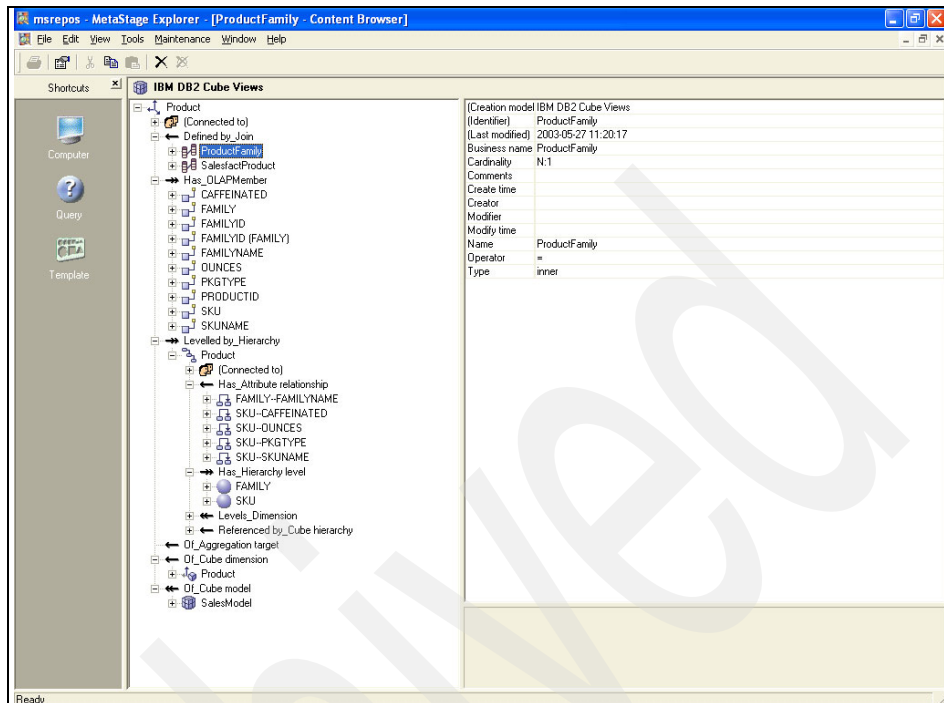 msrepos - MetaStage Explorer - [ProductFamily - Content Browser]
File Edit View Tools Maintenance Window Help
Shortcuts
IBM DB2 Cube Views
Computer
Query
Template
Product
(Connected to)
Defined by_Join
ProductFamily
SalesfactProduct
Has_OLAPMember
CAFFEINATED
FAMILY
FAMILYID
FAMILYID (FAMILY)
FAMILYNAME
OUNCES
PKGTYPE
PRODUCTID
SKU
SKUNAME
Levelled by_Hierarchy
Product
(Connected to)
Has_Attribute relationship
FAMILY--FAMILYNAME
SKU--CAFFEINATED
SKU--OUNCES
SKU--PKGTYPE
SKU--SKUNAME
Has_Hierarchy level
FAMILY
SKU
Levels_Dimension
Referenced by_Cube hierarchy
Of_Aggregation target
Of_Cube dimension
Product
Of_Cube model
SalesModel
(Creation model IBM DB2 Cube Views
(Identifier) ProductFamily
(Last modified) 2003-05-27 11:20:17
Business name ProductFamily
Cardinality N:1
Comments
Create time
Creator
Modifier
Modify time
Name ProductFamily
Operator =
Type inner
Ready